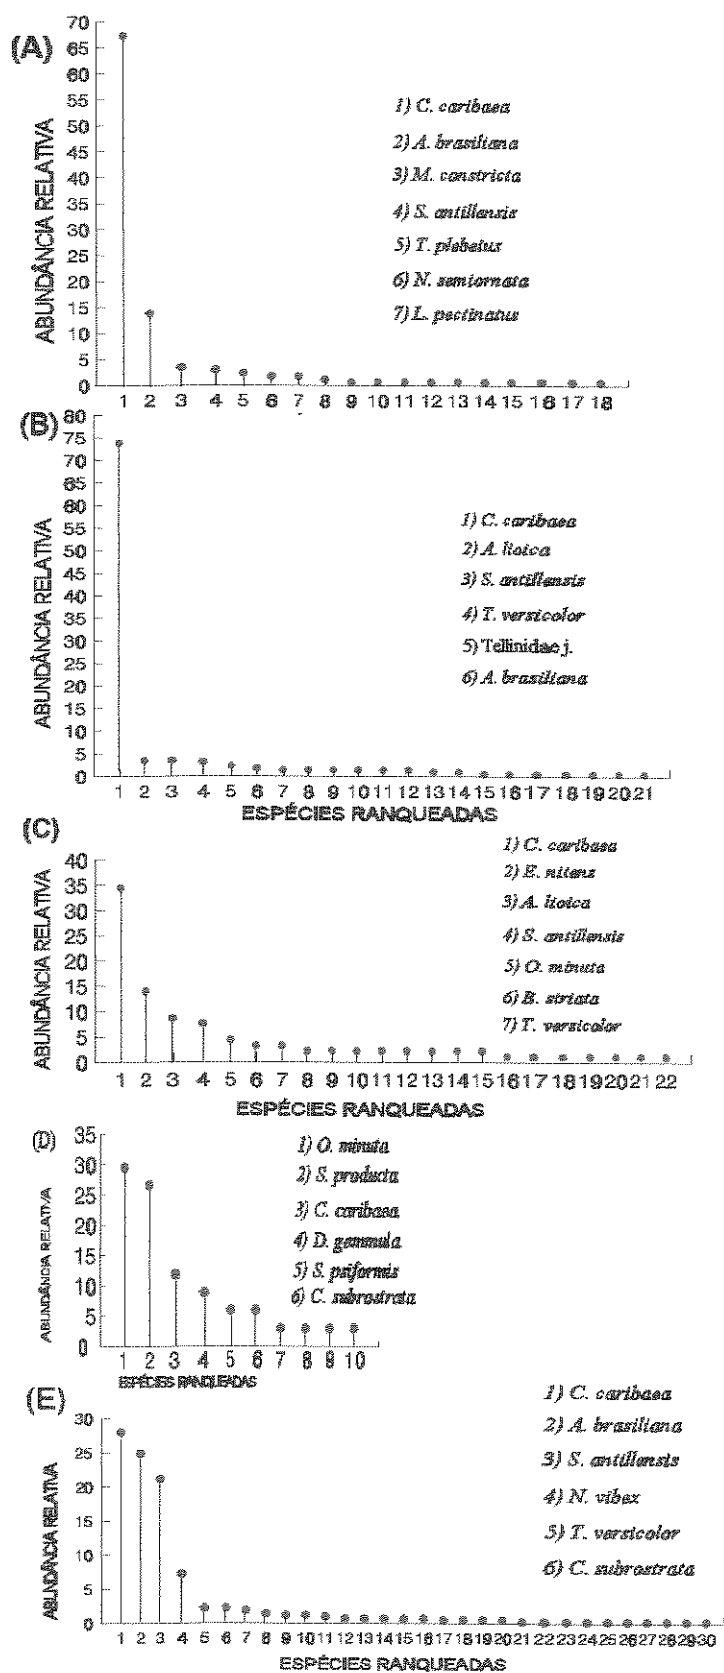 (A)
ABUNDÂNCIA RELATIVA
70
65
60
55
50
45
40
35
30
25
20
15
10
5
0
1 2 3 4 5 6 7 8 9 10 11 12 13 14 15 16 17 18
1) C. caribaea
2) A. brasiliana
3) M. constricta
4) S. antillensis
5) T. plebeius
6) N. semiornata
7) L. pectinatus
(B)
ABUNDÂNCIA RELATIVA
80
75
70
65
60
55
50
45
40
35
30
25
20
15
10
5
0
1 2 3 4 5 6 7 8 9 10 11 12 13 14 15 16 17 18 19 20 21
ESPÉCIES RANQUEADAS
1) C. caribaea
2) A. lioica
3) S. antillensis
4) T. versicolor
5) Tellinidae j.
6) A. brasiliana
(C)
ABUNDÂNCIA RELATIVA
40
35
30
25
20
15
10
5
0
1 2 3 4 5 6 7 8 9 10 11 12 13 14 15 16 17 18 19 20 21 22
ESPÉCIES RANQUEADAS
1) C. caribaea
2) E. nitens
3) A. lioica
4) S. antillensis
5) O. minuta
6) B. striata
7) T. versicolor
(D)
ABUNDÂNCIA RELATIVA
35
30
25
20
15
10
5
0
1 2 3 4 5 6 7 8 9 10
ESPÉCIES RANQUEADAS
1) O. minuta
2) S. producta
3) C. caribaea
4) D. gemmula
5) S. psiformis
6) C. subrostrata
(E)
ABUNDÂNCIA RELATIVA
30
25
20
15
10
5
0
1 2 3 4 5 6 7 8 9 10 11 12 13 14 15 16 17 18 19 20 21 22 23 24 25 26 27 28 29 30
ESPÉCIES RANQUEADAS
1) C. caribaea
2) A. brasiliana
3) S. antillensis
4) N. vibex
5) T. versicolor
6) C. subrostrata